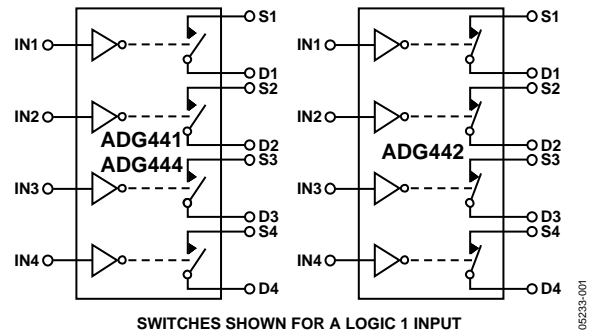 S1
IN1
D1
S2
IN2
ADG441
D2
ADG444
S3
IN3
D3
S4
IN4
D4
S1
IN1
D1
S2
IN2
D2
ADG442
S3
IN3
D3
S4
IN4
D4
SWITCHES SHOWN FOR A LOGIC 1 INPUT
05233-001